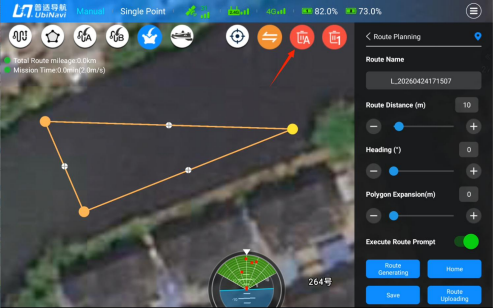 普适导航
UbiNavi
Manual
Single Point
4G
82.0%
73.0%
A
B
A
1
Total Route mileage:0.0km
Mission Time:0.0min(2.0m/s)
264号
Route Planning
Route Name
L_20260424171507
Route Distance (m)
10
Heading (°)
0
Polygon Expansion(m)
0
Execute Route Prompt
Route Generating
Home
Save
Route Uploading